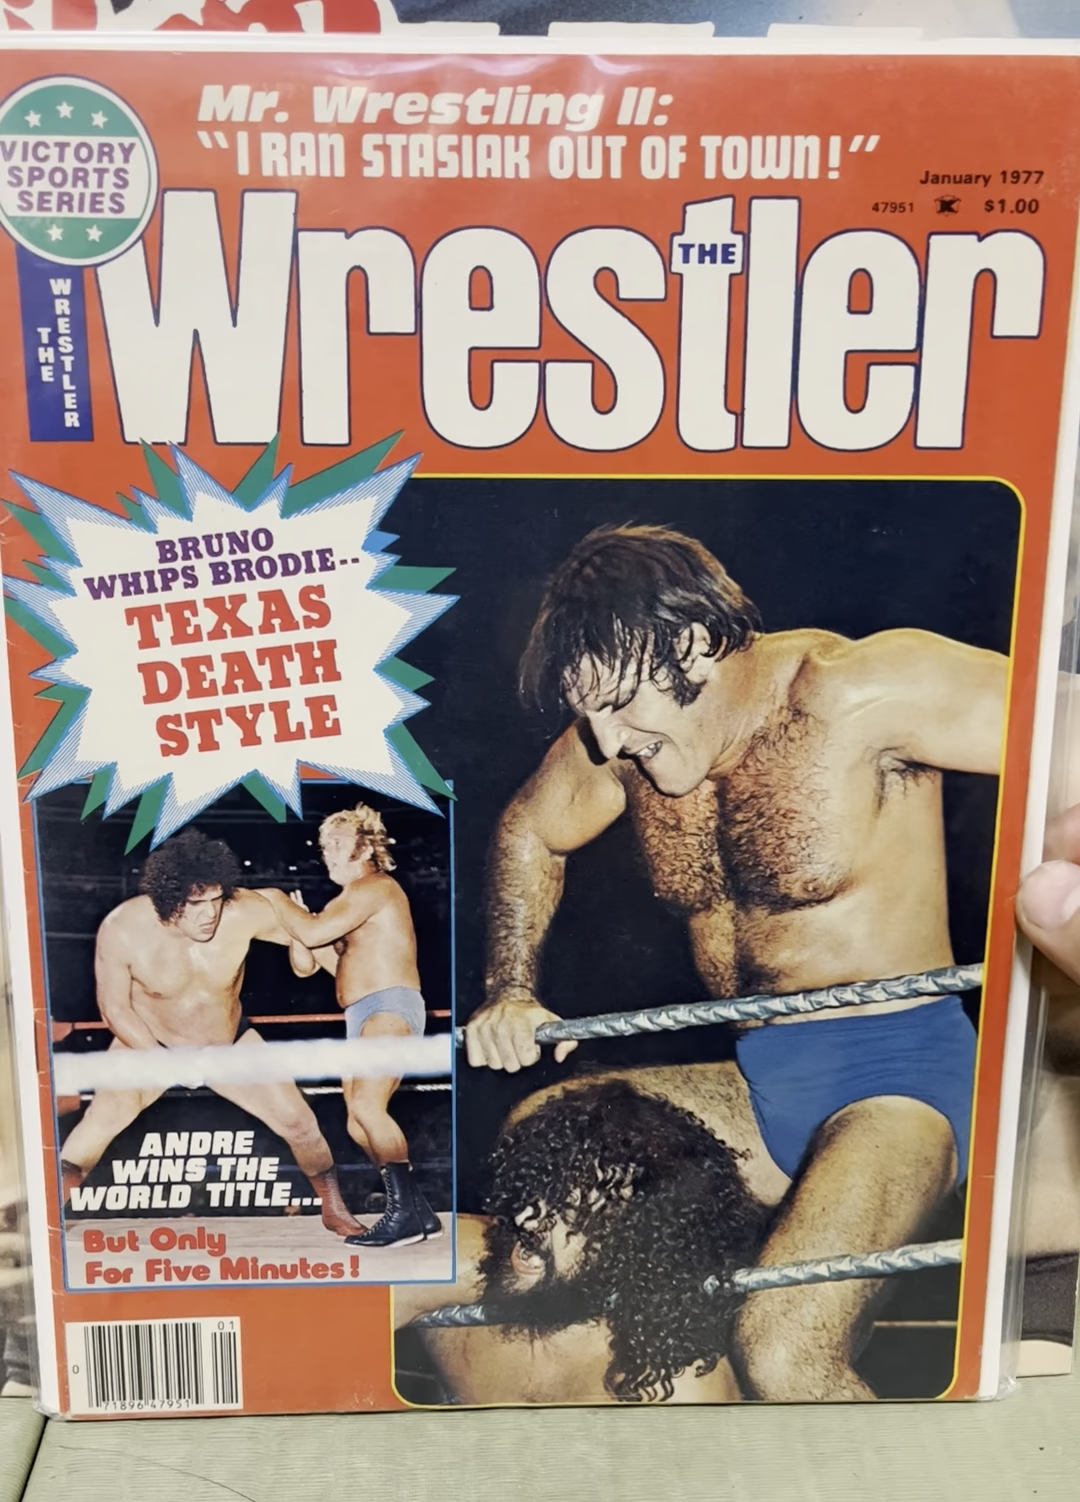 Mr. Wrestling II:
"I RAN STASIAK OUT OF TOWN!"
VICTORY
SPORTS
SERIES
January 1977
47951 K $1.00
THE WRESTLER
Wrestler
THE
BRUNO
WHIPS BRODIE--
TEXAS
DEATH
STYLE
ANDRE
WINS THE
WORLD TITLE...
But Only
For Five Minutes!
01
0
71896 47951